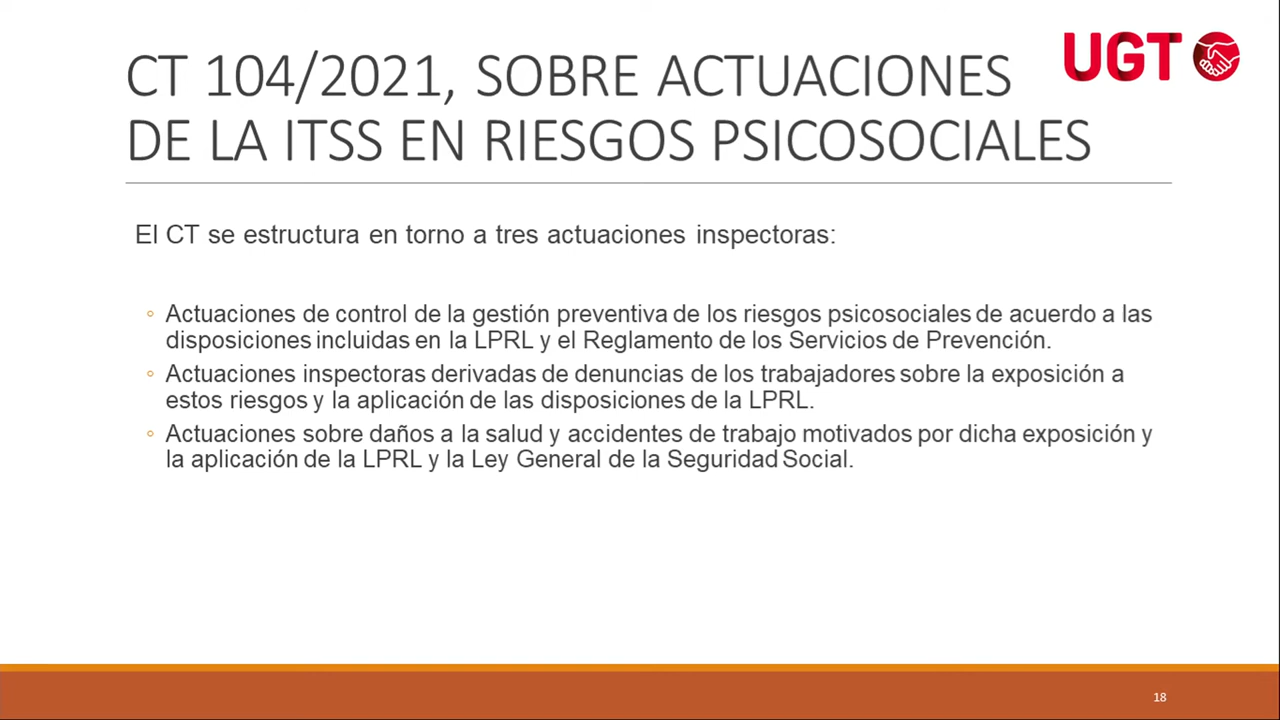 CT 104/2021, SOBRE ACTUACIONES
DE LA ITSS EN RIESGOS PSICOSOCIALES
UGT
El CT se estructura en torno a tres actuaciones inspectoras:
◦ Actuaciones de control de la gestión preventiva de los riesgos psicosociales de acuerdo a las
disposiciones incluidas en la LPRL y el Reglamento de los Servicios de Prevención.
◦ Actuaciones inspectoras derivadas de denuncias de los trabajadores sobre la exposición a
estos riesgos y la aplicación de las disposiciones de la LPRL.
◦ Actuaciones sobre daños a la salud y accidentes de trabajo motivados por dicha exposición y
la aplicación de la LPRL y la Ley General de la Seguridad Social.
18